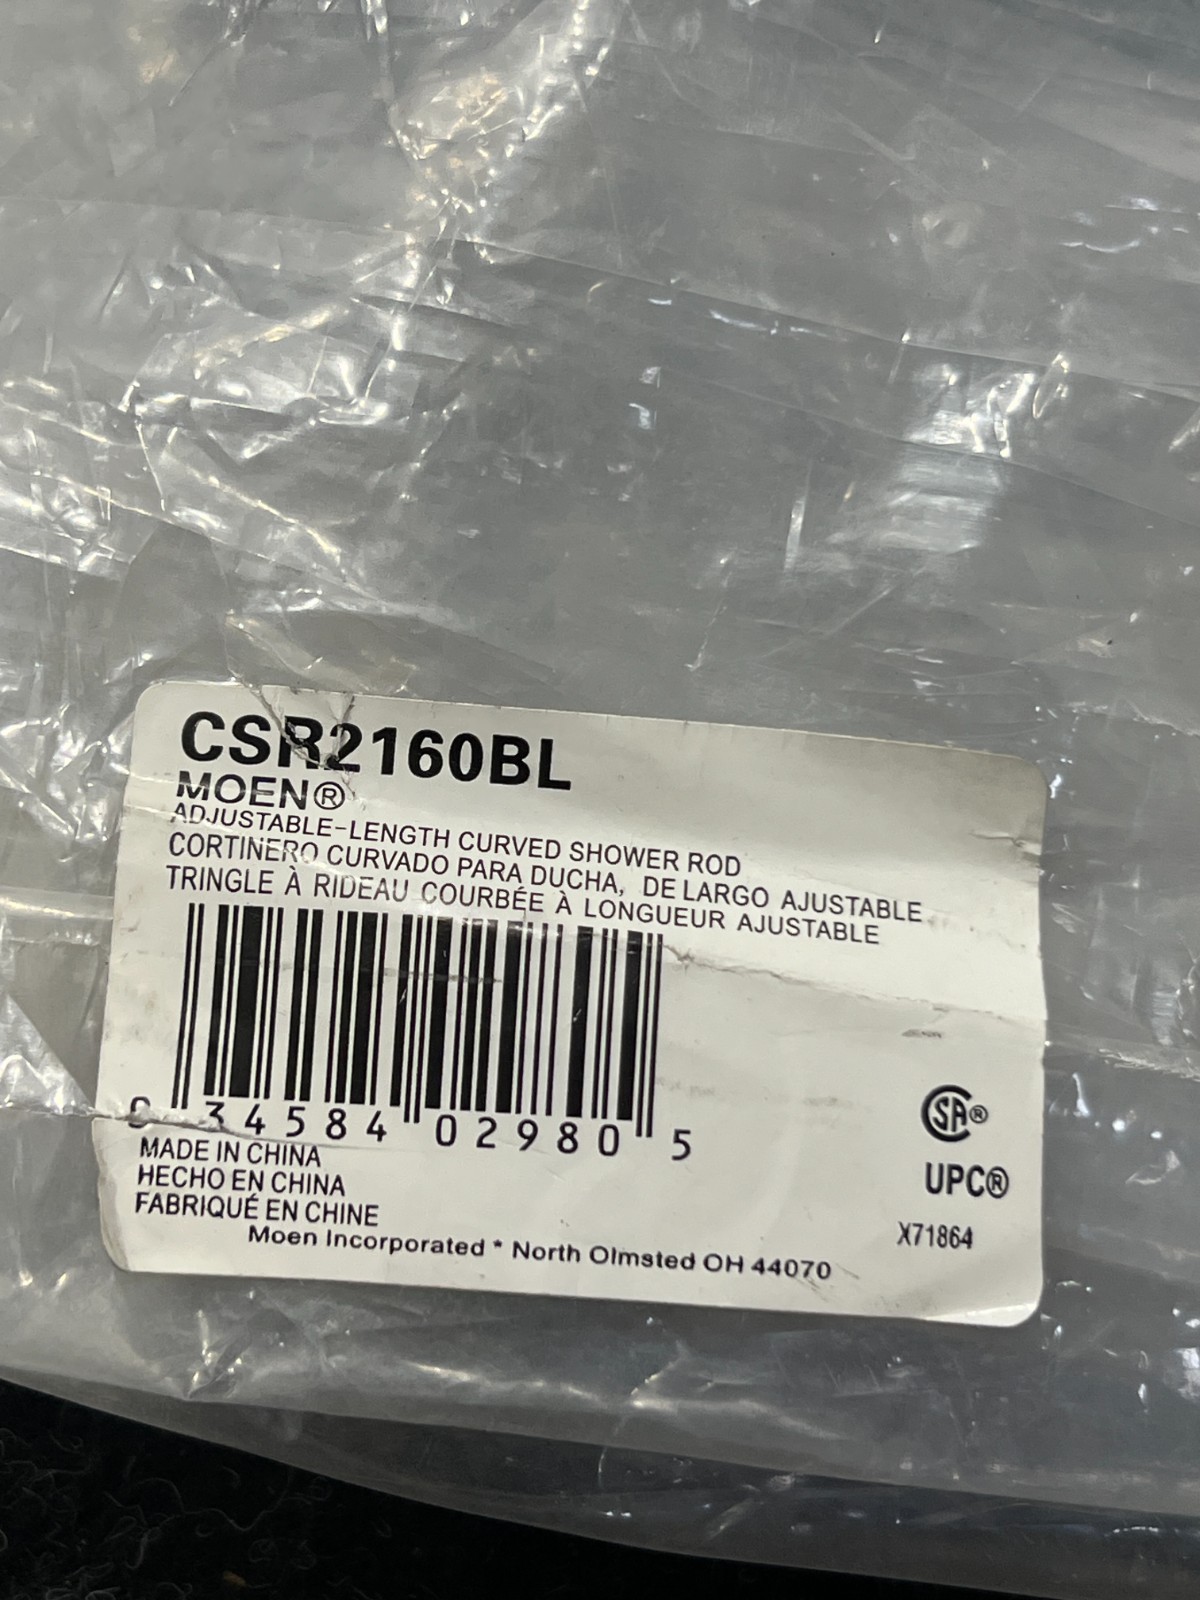 CSR2160BL
MOEN®
ADJUSTABLE-LENGTH CURVED SHOWER ROD
CORTINERO CURVADO PARA DUCHA, DE LARGO AJUSTABLE
TRINGLE À RIDEAU COURBÉE À LONGUEUR AJUSTABLE
0 34584 02980 5
MADE IN CHINA
HECHO EN CHINA
FABRIQUÉ EN CHINE
Moen Incorporated * North Olmsted OH 44070
SA®
UPC®
X71864